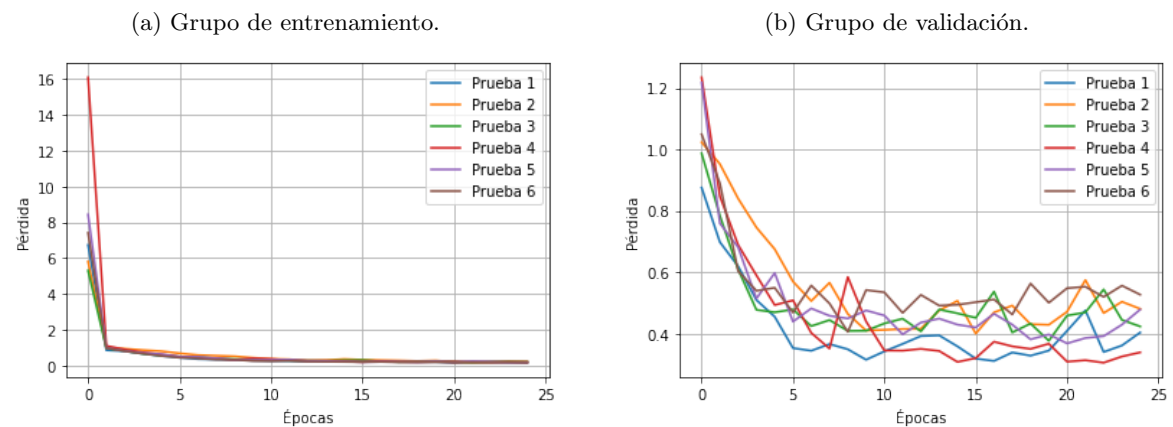 (a) Grupo de entrenamiento.
16
14
12
10
8
6
4
2
0
Pérdida
0 5 10 15 20 25
Épocas
Prueba 1
Prueba 2
Prueba 3
Prueba 4
Prueba 5
Prueba 6
(b) Grupo de validación.
1.2
1.0
0.8
0.6
0.4
Pérdida
0 5 10 15 20 25
Épocas
Prueba 1
Prueba 2
Prueba 3
Prueba 4
Prueba 5
Prueba 6